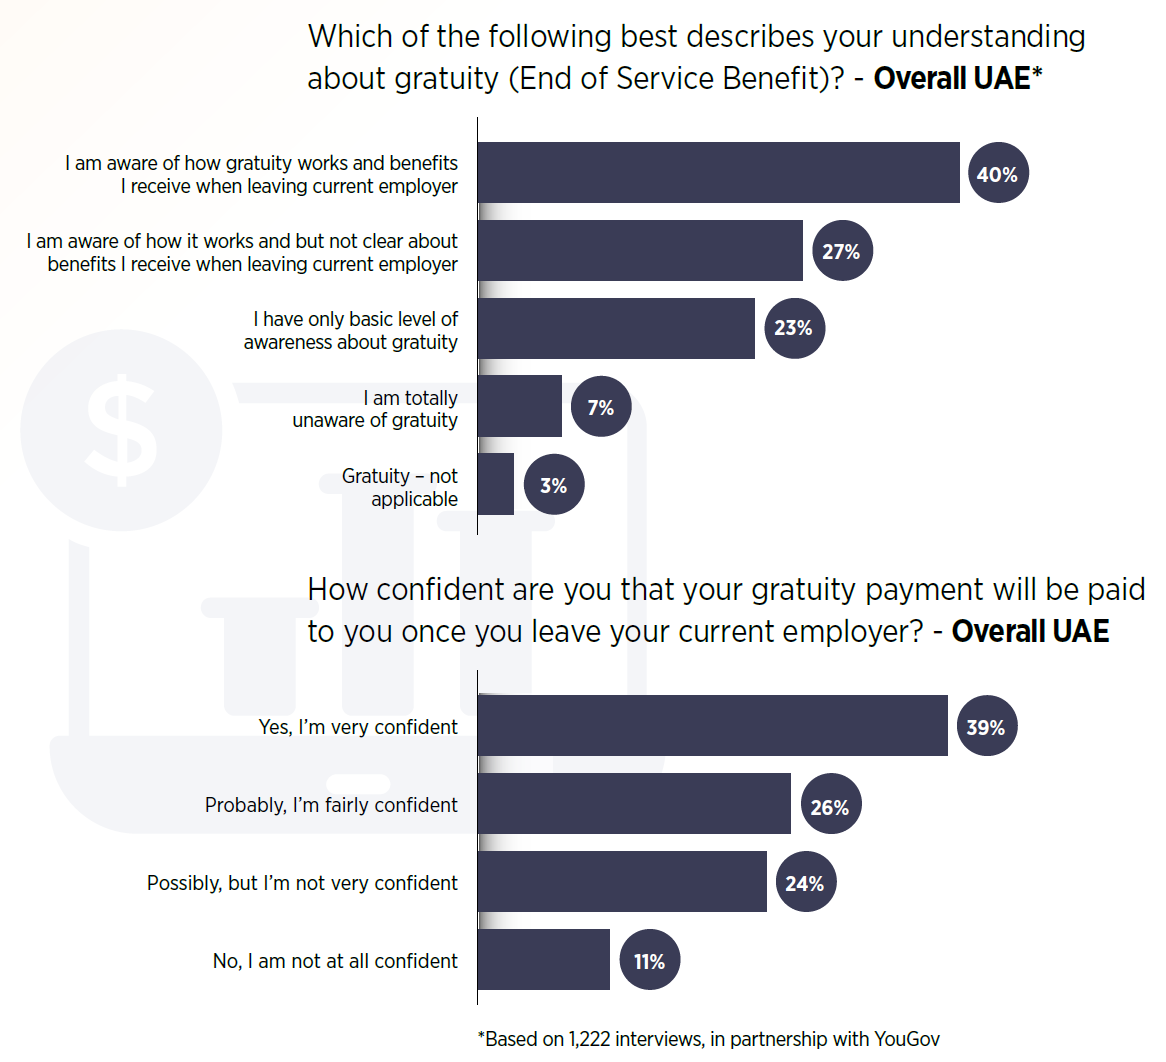 Which of the following best describes your understanding
about gratuity (End of Service Benefit)? - Overall UAE*
I am aware of how gratuity works and benefits
I receive when leaving current employer
40%
I am aware of how it works and but not clear about
benefits I receive when leaving current employer
27%
I have only basic level of
awareness about gratuity
23%
I am totally
unaware of gratuity
7%
Gratuity – not
applicable
3%
$
How confident are you that your gratuity payment will be paid
to you once you leave your current employer? - Overall UAE
Yes, I’m very confident
39%
Probably, I’m fairly confident
26%
Possibly, but I’m not very confident
24%
No, I am not at all confident
11%
*Based on 1,222 interviews, in partnership with YouGov